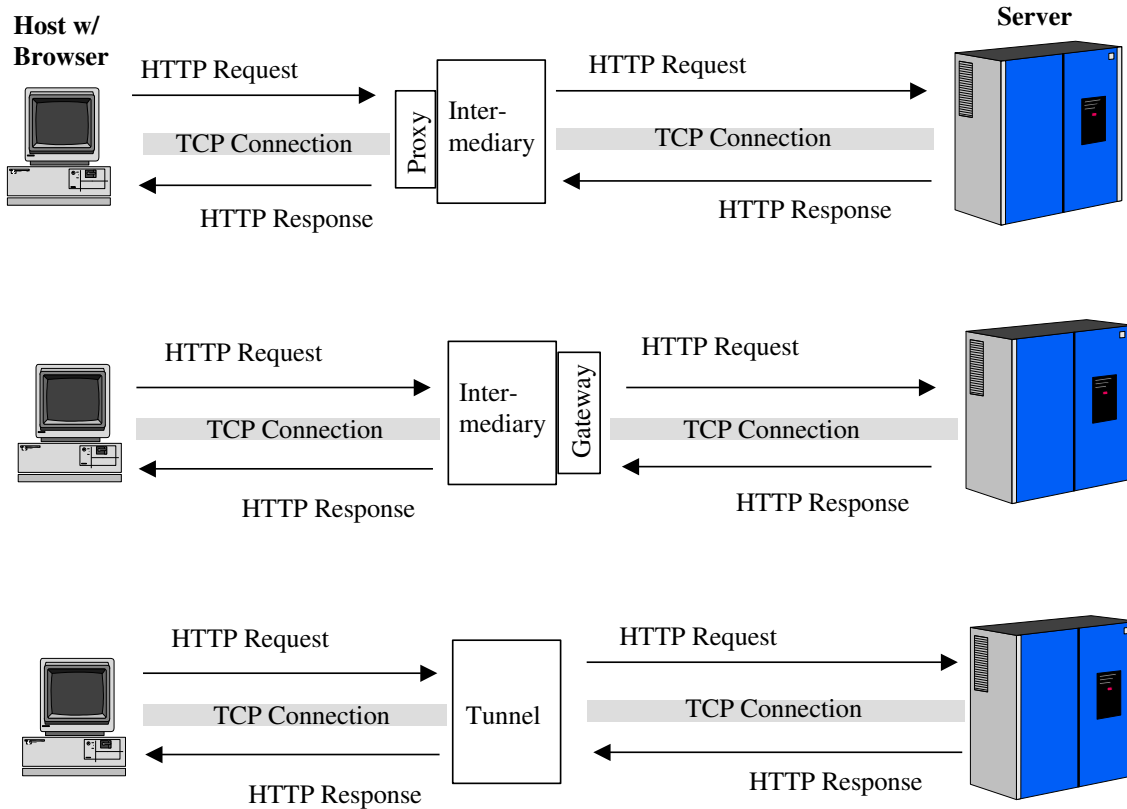 Host w/
Browser
Server
HTTP Request
HTTP Request
TCP Connection
Proxy
Inter-
mediary
TCP Connection
HTTP Response
HTTP Response
HTTP Request
HTTP Request
TCP Connection
Inter-
mediary
Gateway
TCP Connection
HTTP Response
HTTP Response
HTTP Request
HTTP Request
TCP Connection
Tunnel
TCP Connection
HTTP Response
HTTP Response